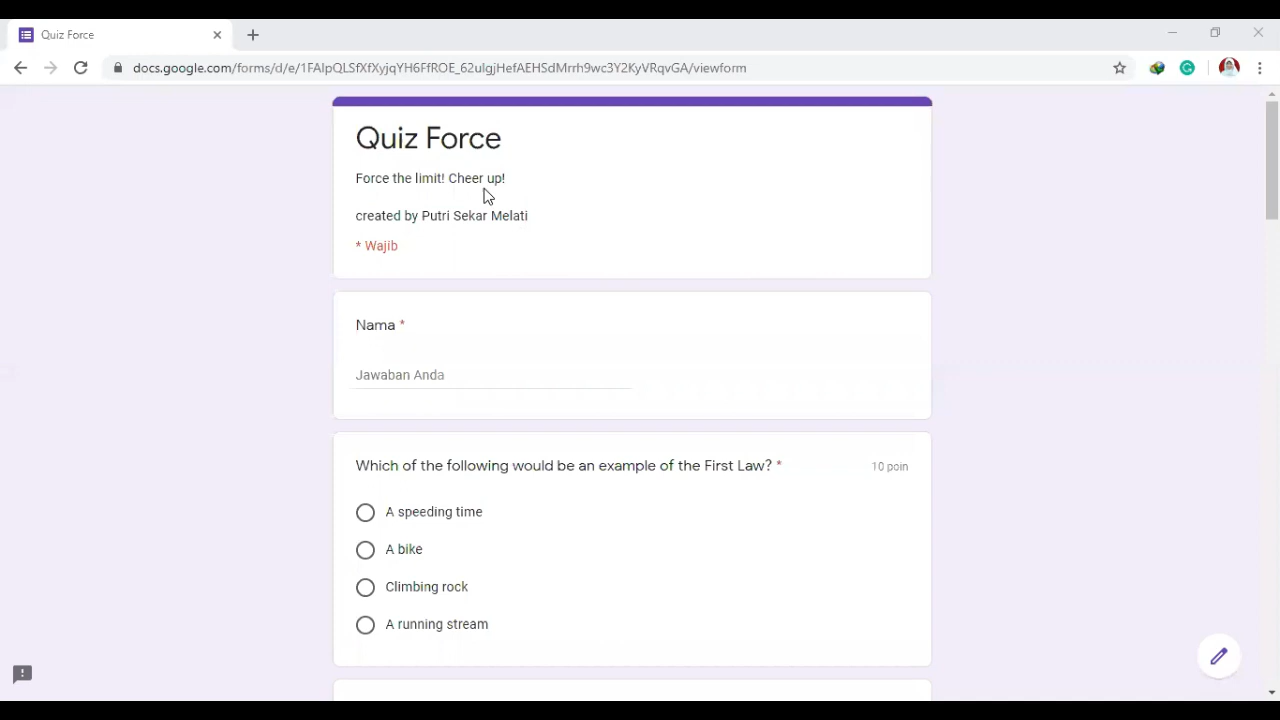 Quiz Force
docs.google.com/forms/d/e/1FAIpQLSfXfXyjqYH6FfROE_62uIgjHefAEHSdMrrh9wc3Y2KyVRqvGA/viewform
Quiz Force
Force the limit! Cheer up!
created by Putri Sekar Melati
* Wajib
Nama *
Jawaban Anda
Which of the following would be an example of the First Law? *
10 poin
A speeding time
A bike
Climbing rock
A running stream